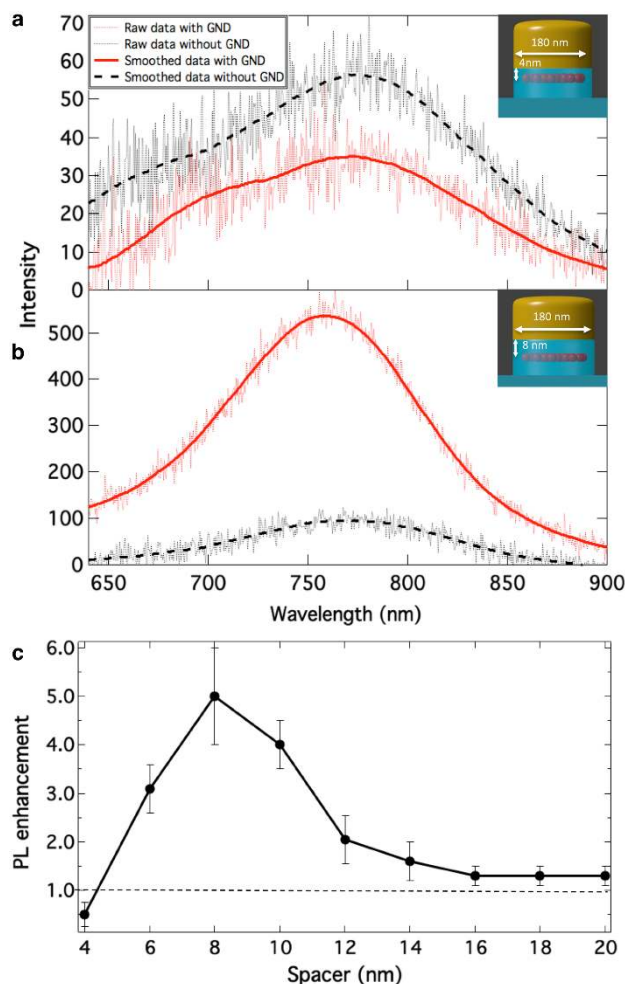 a
70
60
50
40
30
20
10
0
Raw data with GND
Raw data without GND
Smoothed data with GND
Smoothed data without GND
180 nm
4nm
Intensity
b
500
400
300
200
100
0
180 nm
8 nm
650 700 750 800 850 900
Wavelength (nm)
c
6.0
5.0
4.0
3.0
2.0
1.0
PL enhancement
4 6 8 10 12 14 16 18 20
Spacer (nm)